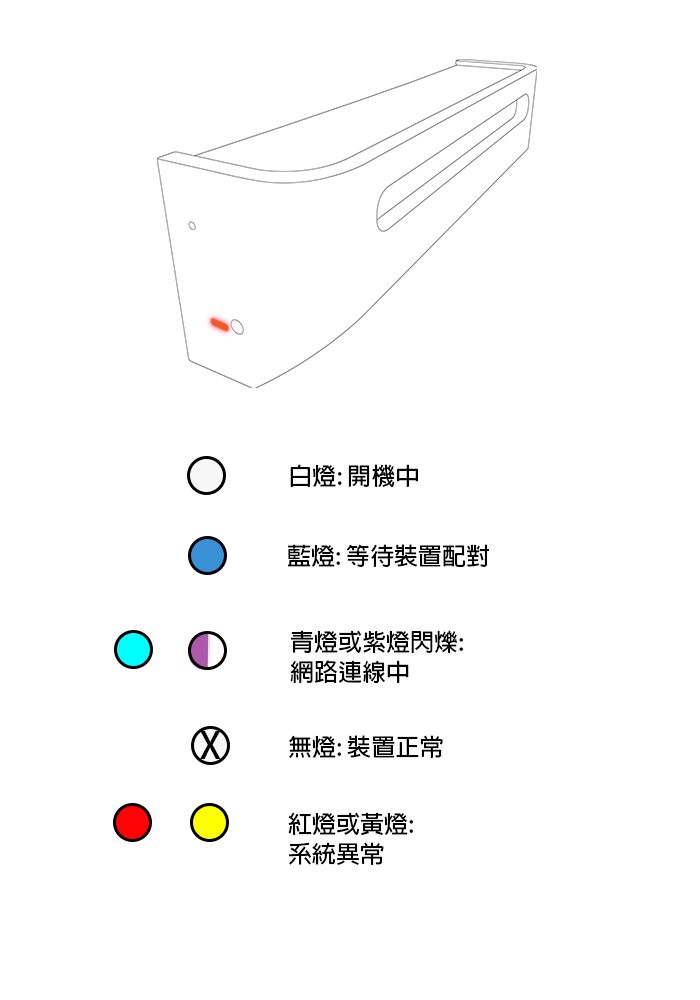 白燈: 開機中
藍燈: 等待裝置配對
青燈或紫燈閃爍:
網路連線中
X
無燈: 裝置正常
紅燈或黃燈:
系統異常